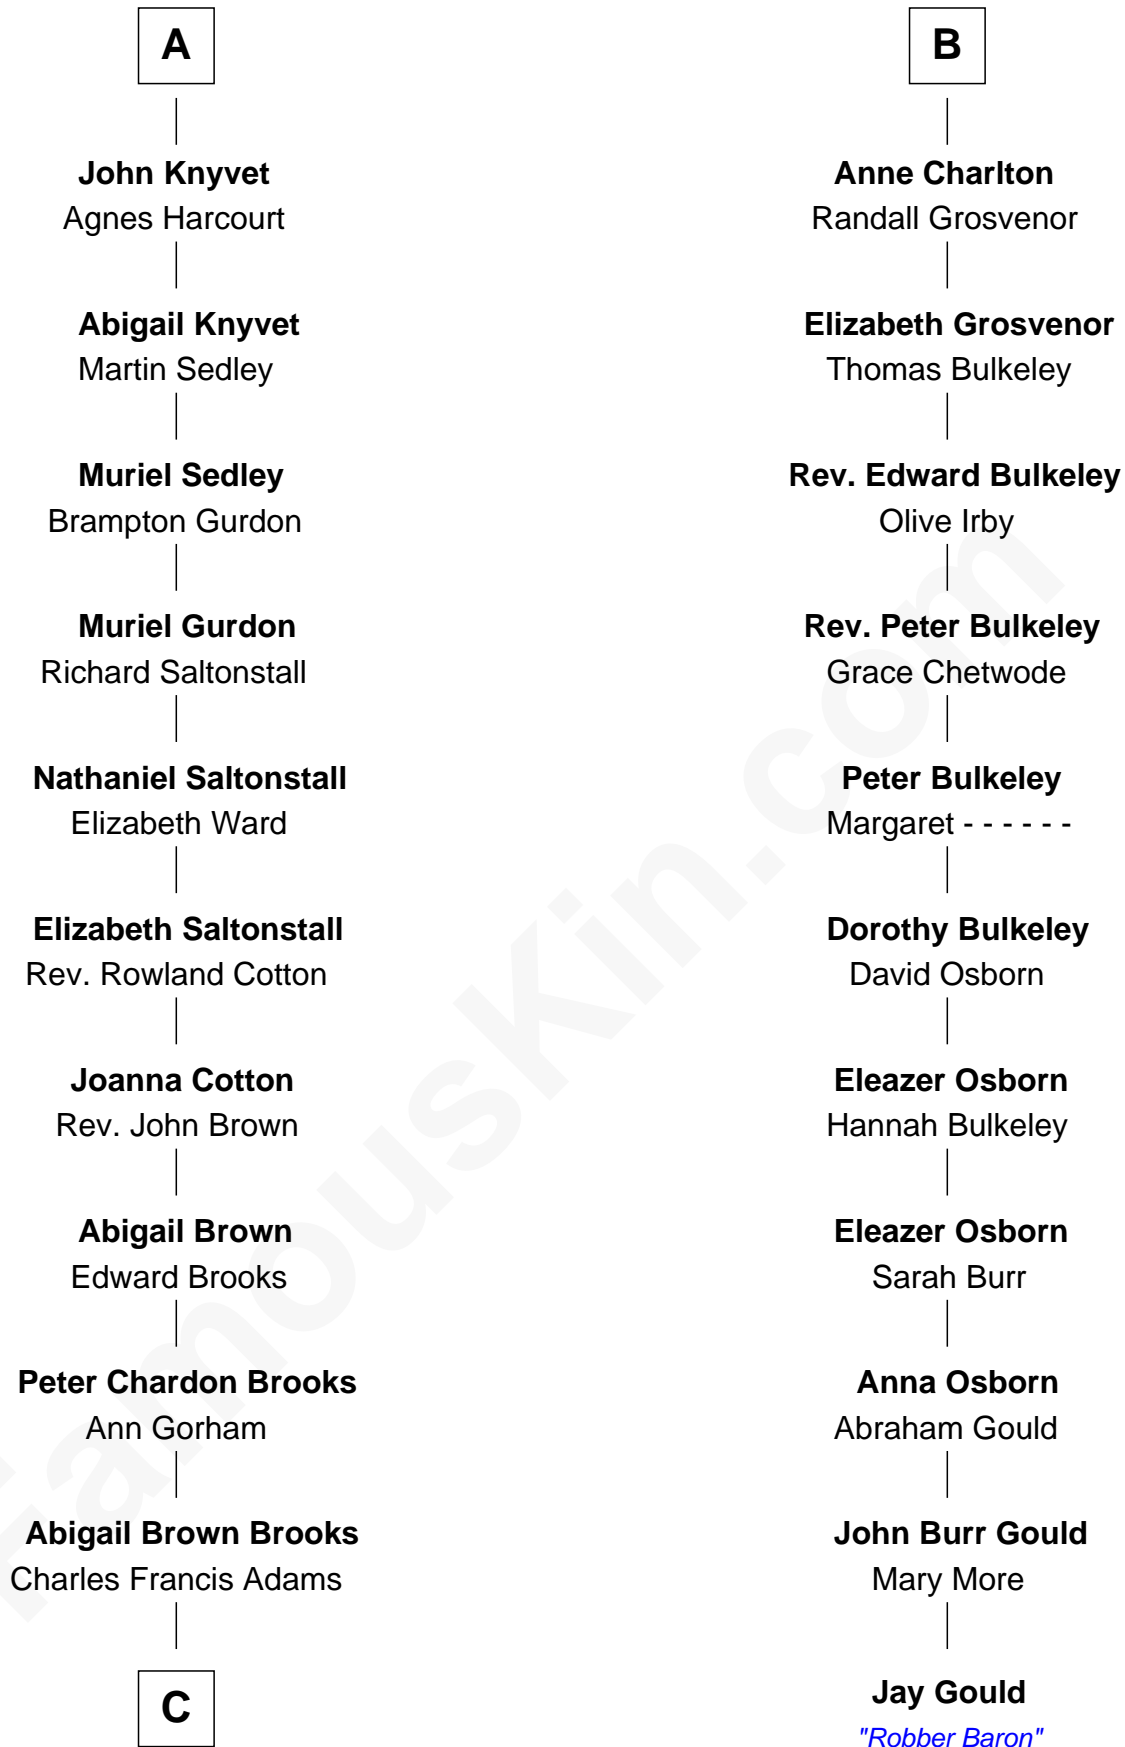 A
John Knyvet
Agnes Harcourt
Abigail Knyvet
Martin Sedley
Muriel Sedley
Brampton Gurdon
Muriel Gurdon
Richard Saltonstall
Nathaniel Saltonstall
Elizabeth Ward
Elizabeth Saltonstall
Rev. Rowland Cotton
Joanna Cotton
Rev. John Brown
Abigail Brown
Edward Brooks
Peter Chardon Brooks
Ann Gorham
Abigail Brown Brooks
Charles Francis Adams
C
B
Anne Charlton
Randall Grosvenor
Elizabeth Grosvenor
Thomas Bulkeley
Rev. Edward Bulkeley
Olive Irby
Rev. Peter Bulkeley
Grace Chetwode
Peter Bulkeley
Margaret - - - - - -
Dorothy Bulkeley
David Osborn
Eleazer Osborn
Hannah Bulkeley
Eleazer Osborn
Sarah Burr
Anna Osborn
Abraham Gould
John Burr Gould
Mary More
Jay Gould
"Robber Baron"
FamousKin.com